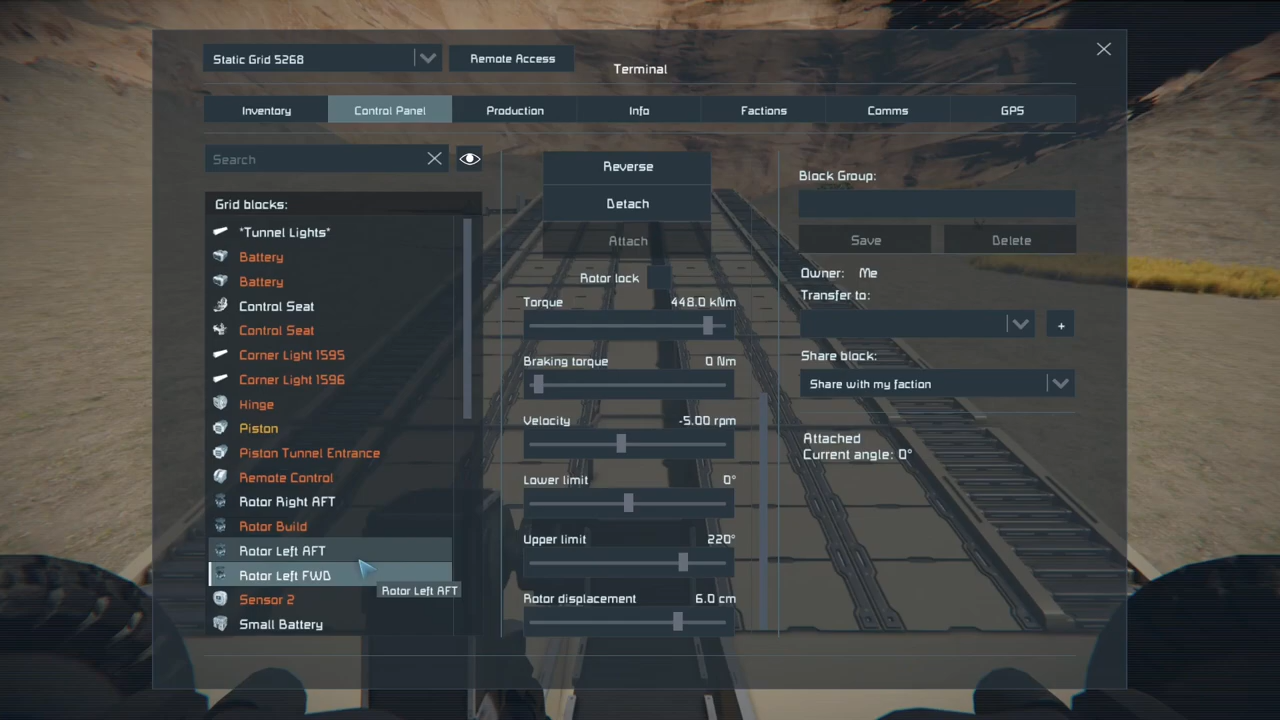 Static Grid 5268
Remote Access
Terminal
Inventory
Control Panel
Production
Info
Factions
Comms
GPS
Search
Grid blocks:
*Tunnel Lights*
Battery
Battery
Control Seat
Control Seat
Corner Light 1595
Corner Light 1596
Hinge
Piston
Piston Tunnel Entrance
Remote Control
Rotor Right AFT
Rotor Build
Rotor Left AFT
Rotor Left FWD
Rotor Left AFT
Sensor 2
Small Battery
Reverse
Detach
Attach
Rotor lock
Torque 448.0 kNm
Braking torque 0 Nm
Velocity -5.00 rpm
Lower limit 0°
Upper limit 220°
Rotor displacement 6.0 cm
Block Group:
Save
Delete
Owner: Me
Transfer to:
+
Share block:
Share with my faction
Attached
Current angle: 0°